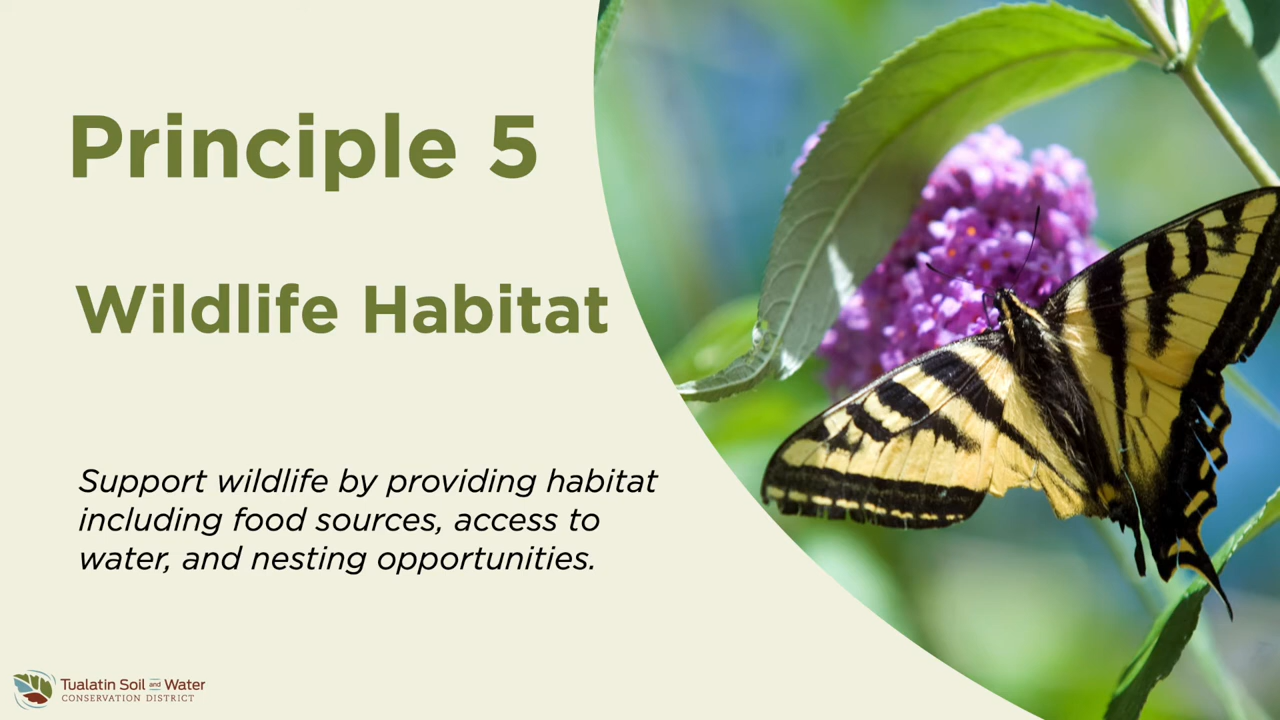 Principle 5
Wildlife Habitat
Support wildlife by providing habitat
including food sources, access to
water, and nesting opportunities.
Tualatin Soil and Water
CONSERVATION DISTRICT